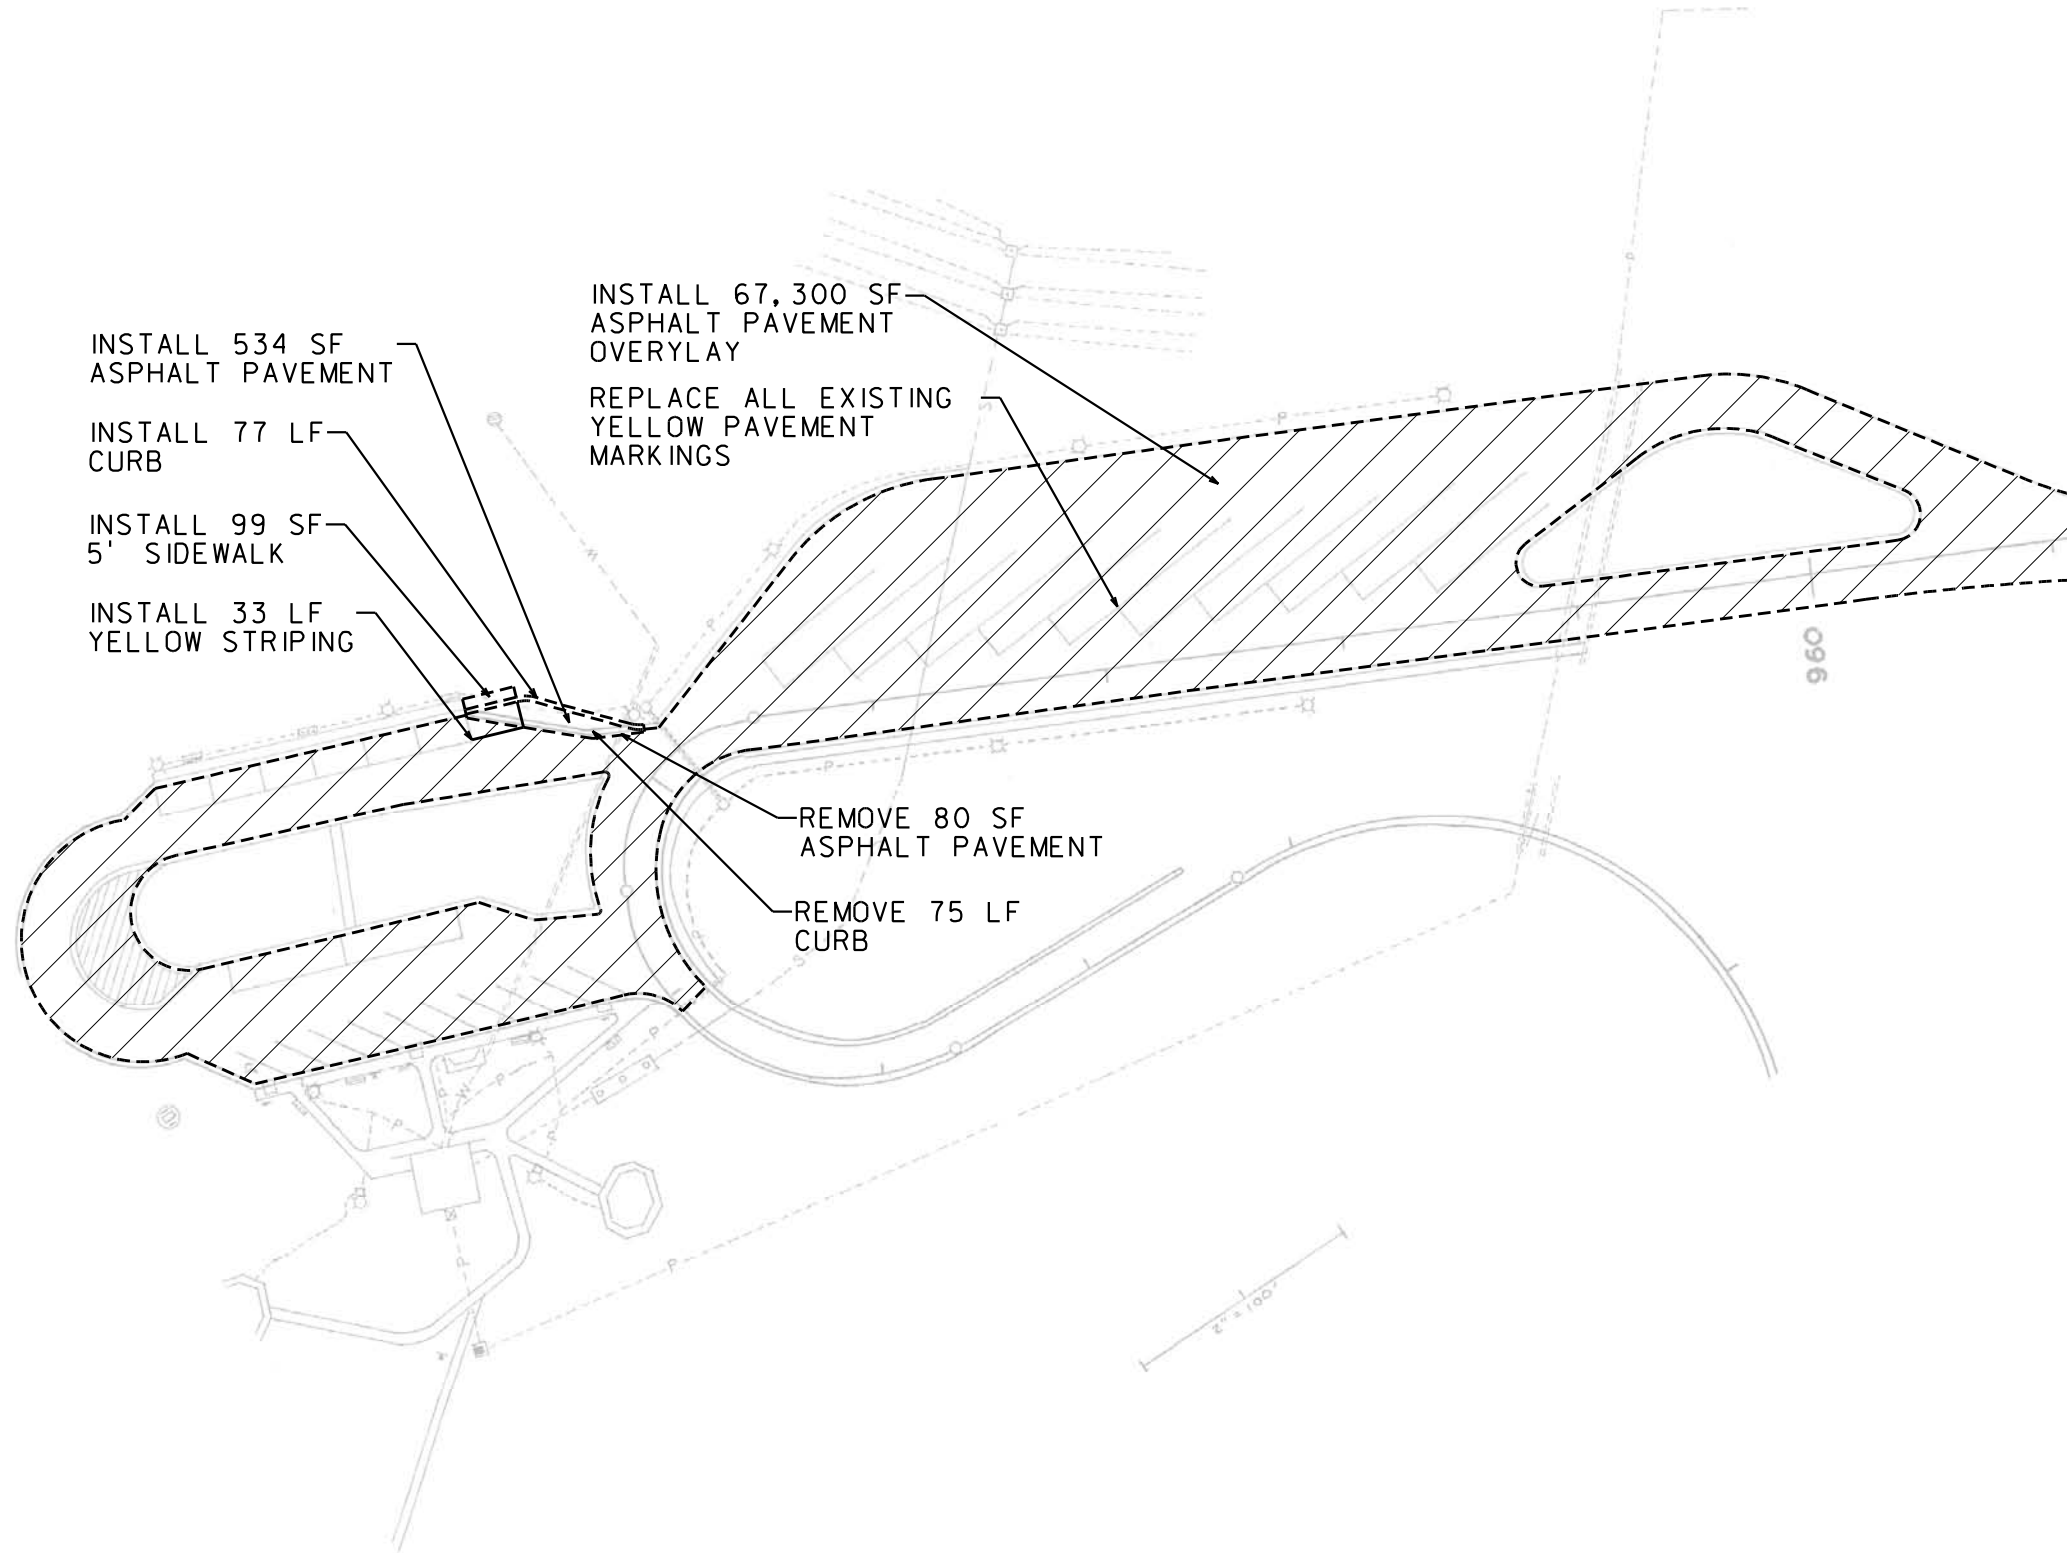 INSTALL 67,300 SF
ASPHALT PAVEMENT
OVERYLAY
REPLACE ALL EXISTING
YELLOW PAVEMENT
MARKINGS
INSTALL 534 SF
ASPHALT PAVEMENT
INSTALL 77 LF
CURB
INSTALL 99 SF
5' SIDEWALK
INSTALL 33 LF
YELLOW STRIPING
REMOVE 80 SF
ASPHALT PAVEMENT
REMOVE 75 LF
CURB
960
2" = 100'
P
P
P
P
P
P
P
P
P
P
S
S
W
W